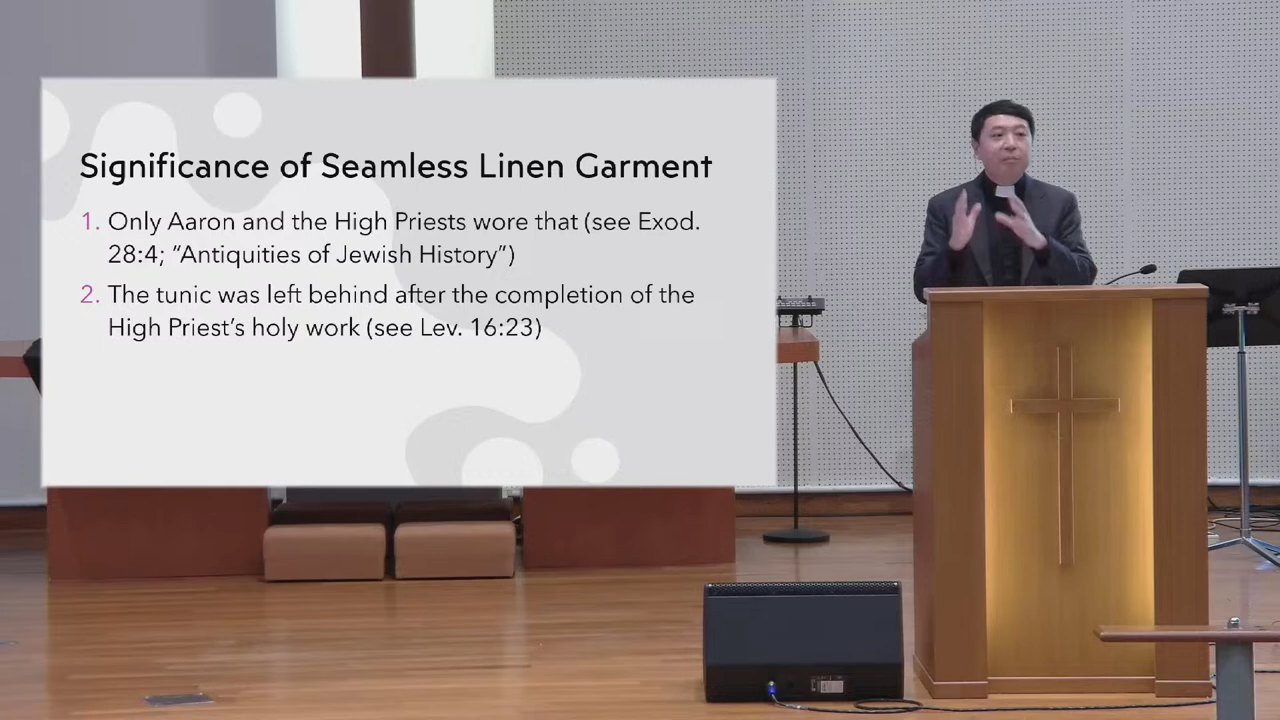 Significance of Seamless Linen Garment
1. Only Aaron and the High Priests wore that (see Exod.
28:4; “Antiquities of Jewish History”)
2. The tunic was left behind after the completion of the
High Priest’s holy work (see Lev. 16:23)